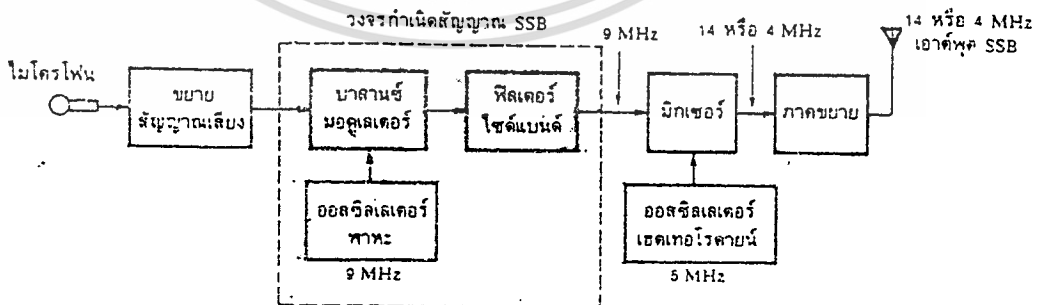 วงจรกำเนิดสัญญาณ SSB
9 MHz
14 หรือ 4 MHz
14 หรือ 4 MHz
เอาต์พุต SSB
ไมโครโฟน
ขยาย
สัญญาณเสียง
บาลานซ์
มอดูเลเตอร์
ฟิลเตอร์
ไซด์แบนด์
มิกเซอร์
ภาคขยาย
ออสซิลเลเตอร์
พาหะ
9 MHz
ออสซิลเลเตอร์
เฮตเทอโรดายน์
5 MHz